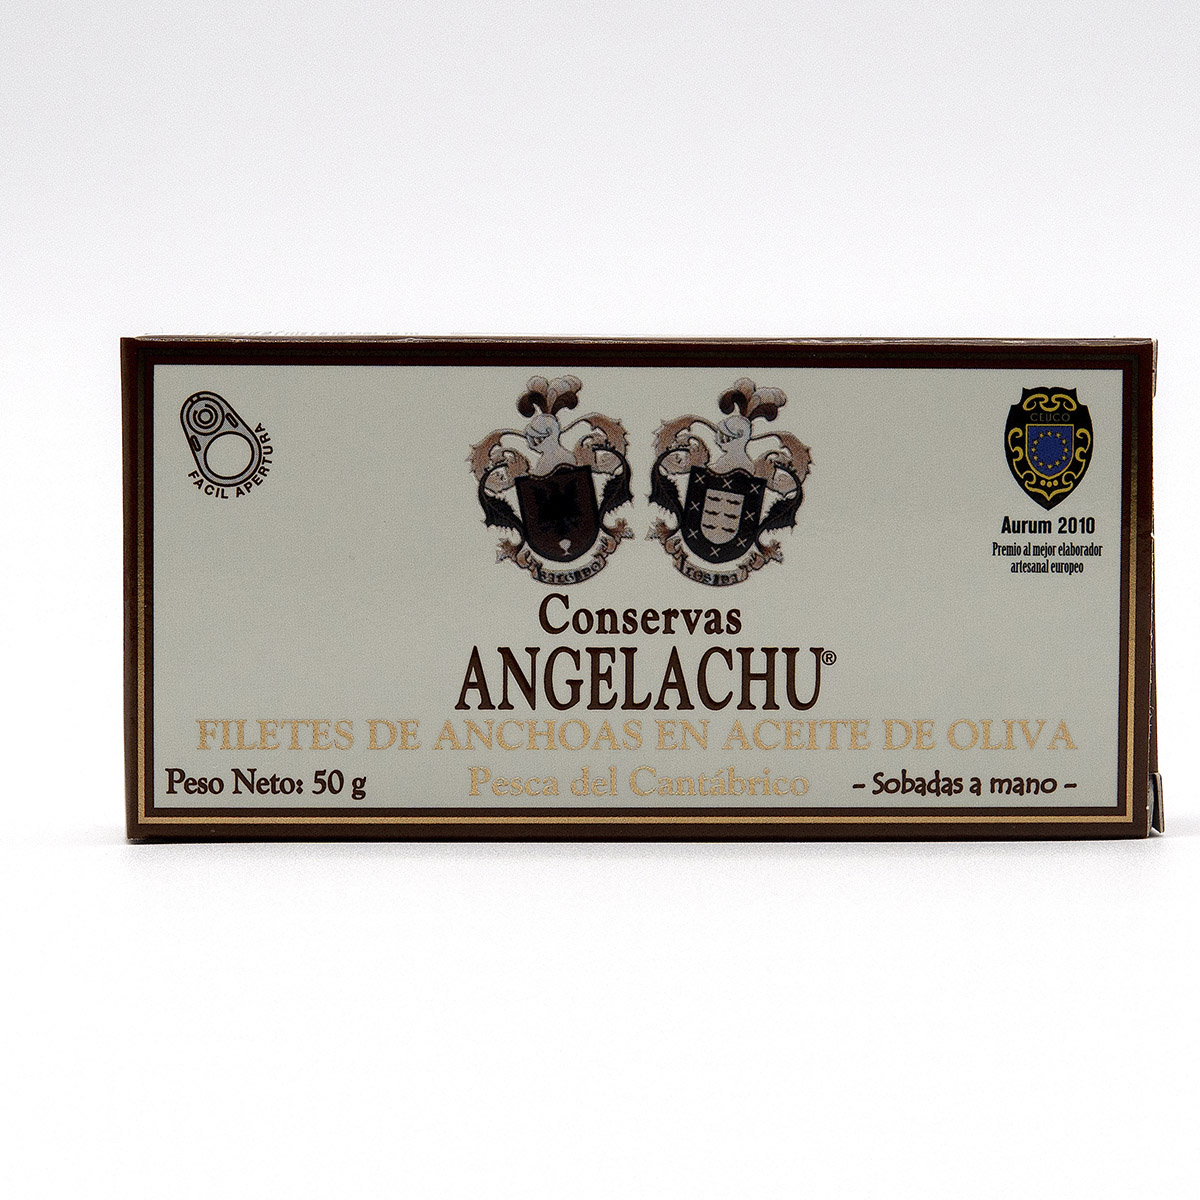 FACIL APERTURA
CEUCO
Aurum 2010
Premio al mejor elaborador
artesanal europeo
Conservas
ANGELACHU®
FILETES DE ANCHOAS EN ACEITE DE OLIVA
Peso Neto: 50 g
Pesca del Cantábrico
- Sobadas a mano -